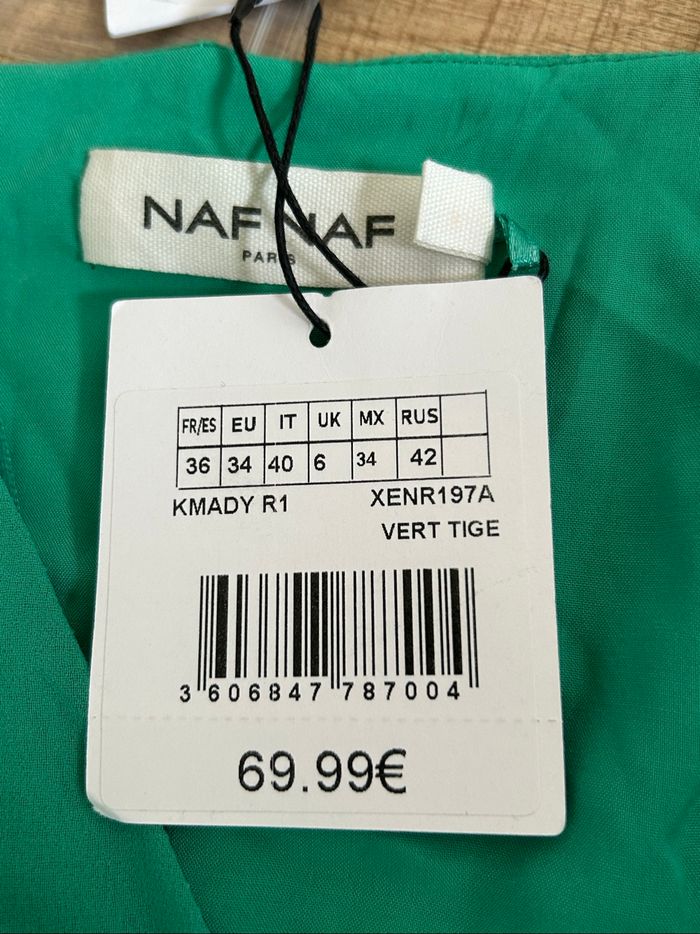 NAF NAF
PARIS
FR/ES EU IT UK MX RUS
36 34 40 6 34 42
KMADY R1 XENR197A
VERT TIGE
3 606847 787004
69.99€